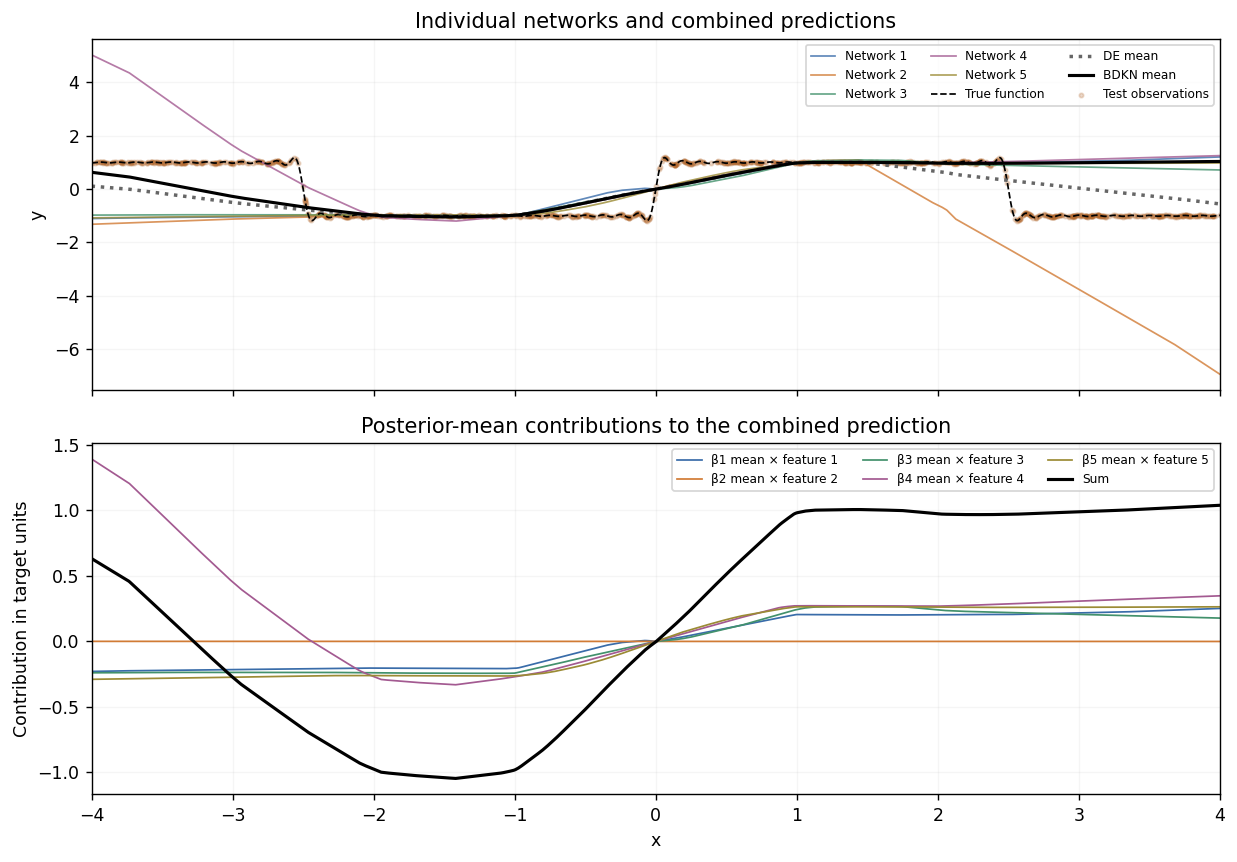 Individual networks and combined predictions
Network 1
Network 2
Network 3
Network 4
Network 5
True function
DE mean
BDKN mean
Test observations
4
2
0
−2
−4
−6
y
Posterior-mean contributions to the combined prediction
β1 mean × feature 1
β2 mean × feature 2
β3 mean × feature 3
β4 mean × feature 4
β5 mean × feature 5
Sum
1.5
1.0
0.5
0.0
−0.5
−1.0
Contribution in target units
−4 −3 −2 −1 0 1 2 3 4
x